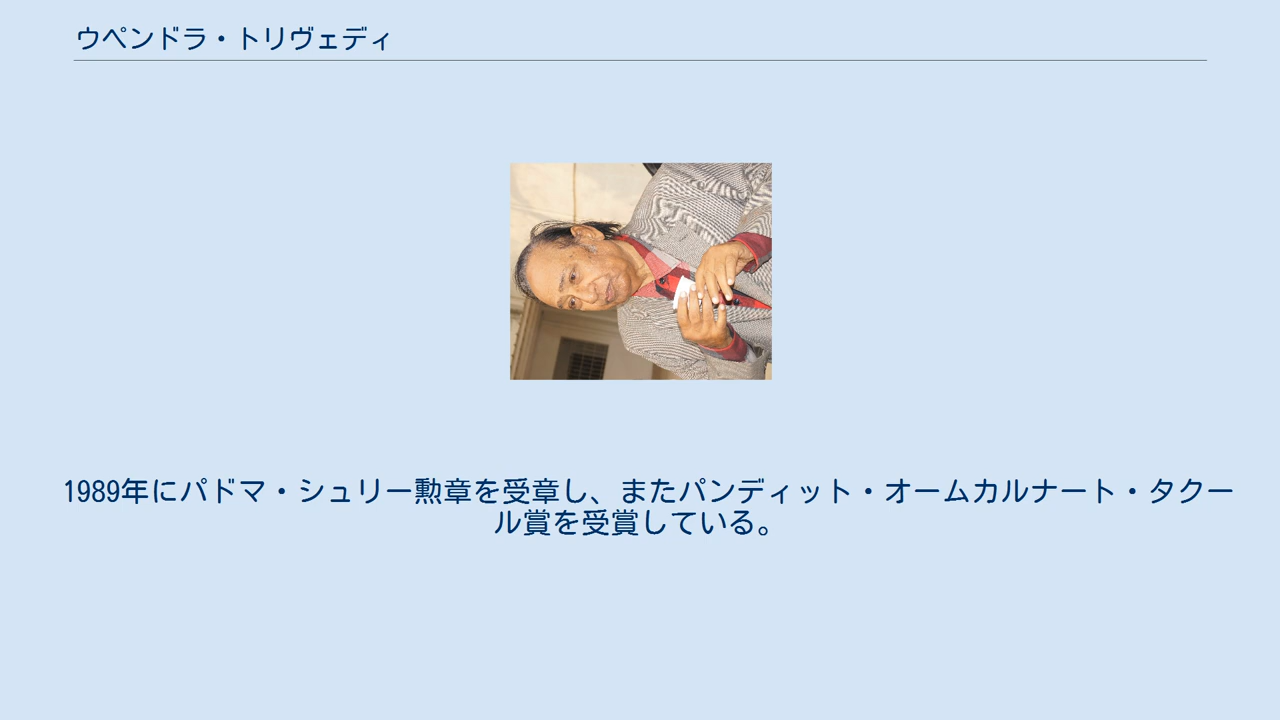 ウペンドラ・トリヴェディ
1989年にパドマ・シュリー勲章を受章し、またパンディット・オームカルナート・タクー
ル賞を受賞している。